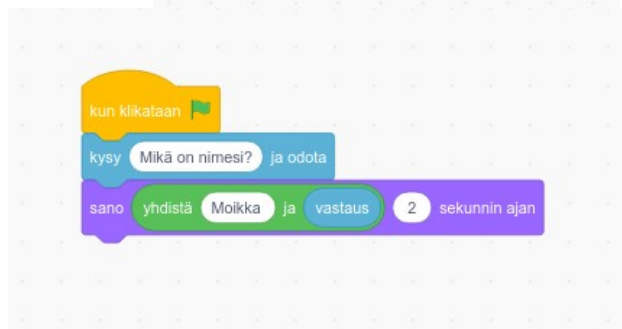 kun klikataan
kysy Mikä on nimesi? ja odota
sano yhdistä Moikka ja vastaus 2 sekunnin ajan